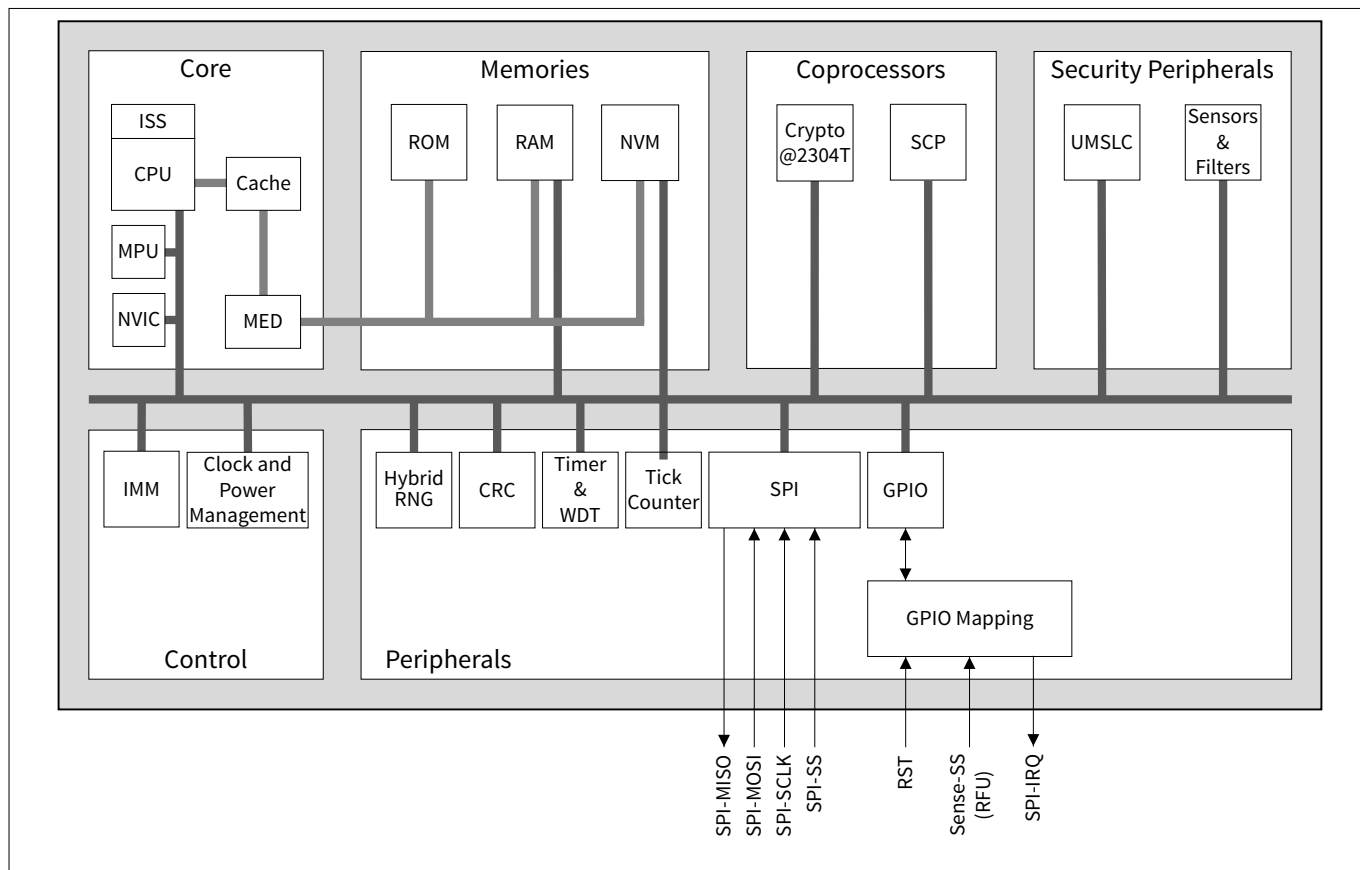 Core
Memories
Coprocessors
Security Peripherals
ISS
CPU
Cache
MPU
NVIC
MED
ROM
RAM
NVM
Crypto
@2304T
SCP
UMSLC
Sensors
&
Filters
IMM
Clock and
Power
Management
Hybrid
RNG
CRC
Timer
&
WDT
Tick
Counter
SPI
GPIO
GPIO Mapping
Control
Peripherals
SPI-MISO
SPI-MOSI
SPI-SCLK
SPI-SS
RST
Sense-SS
(RFU)
SPI-IRQ